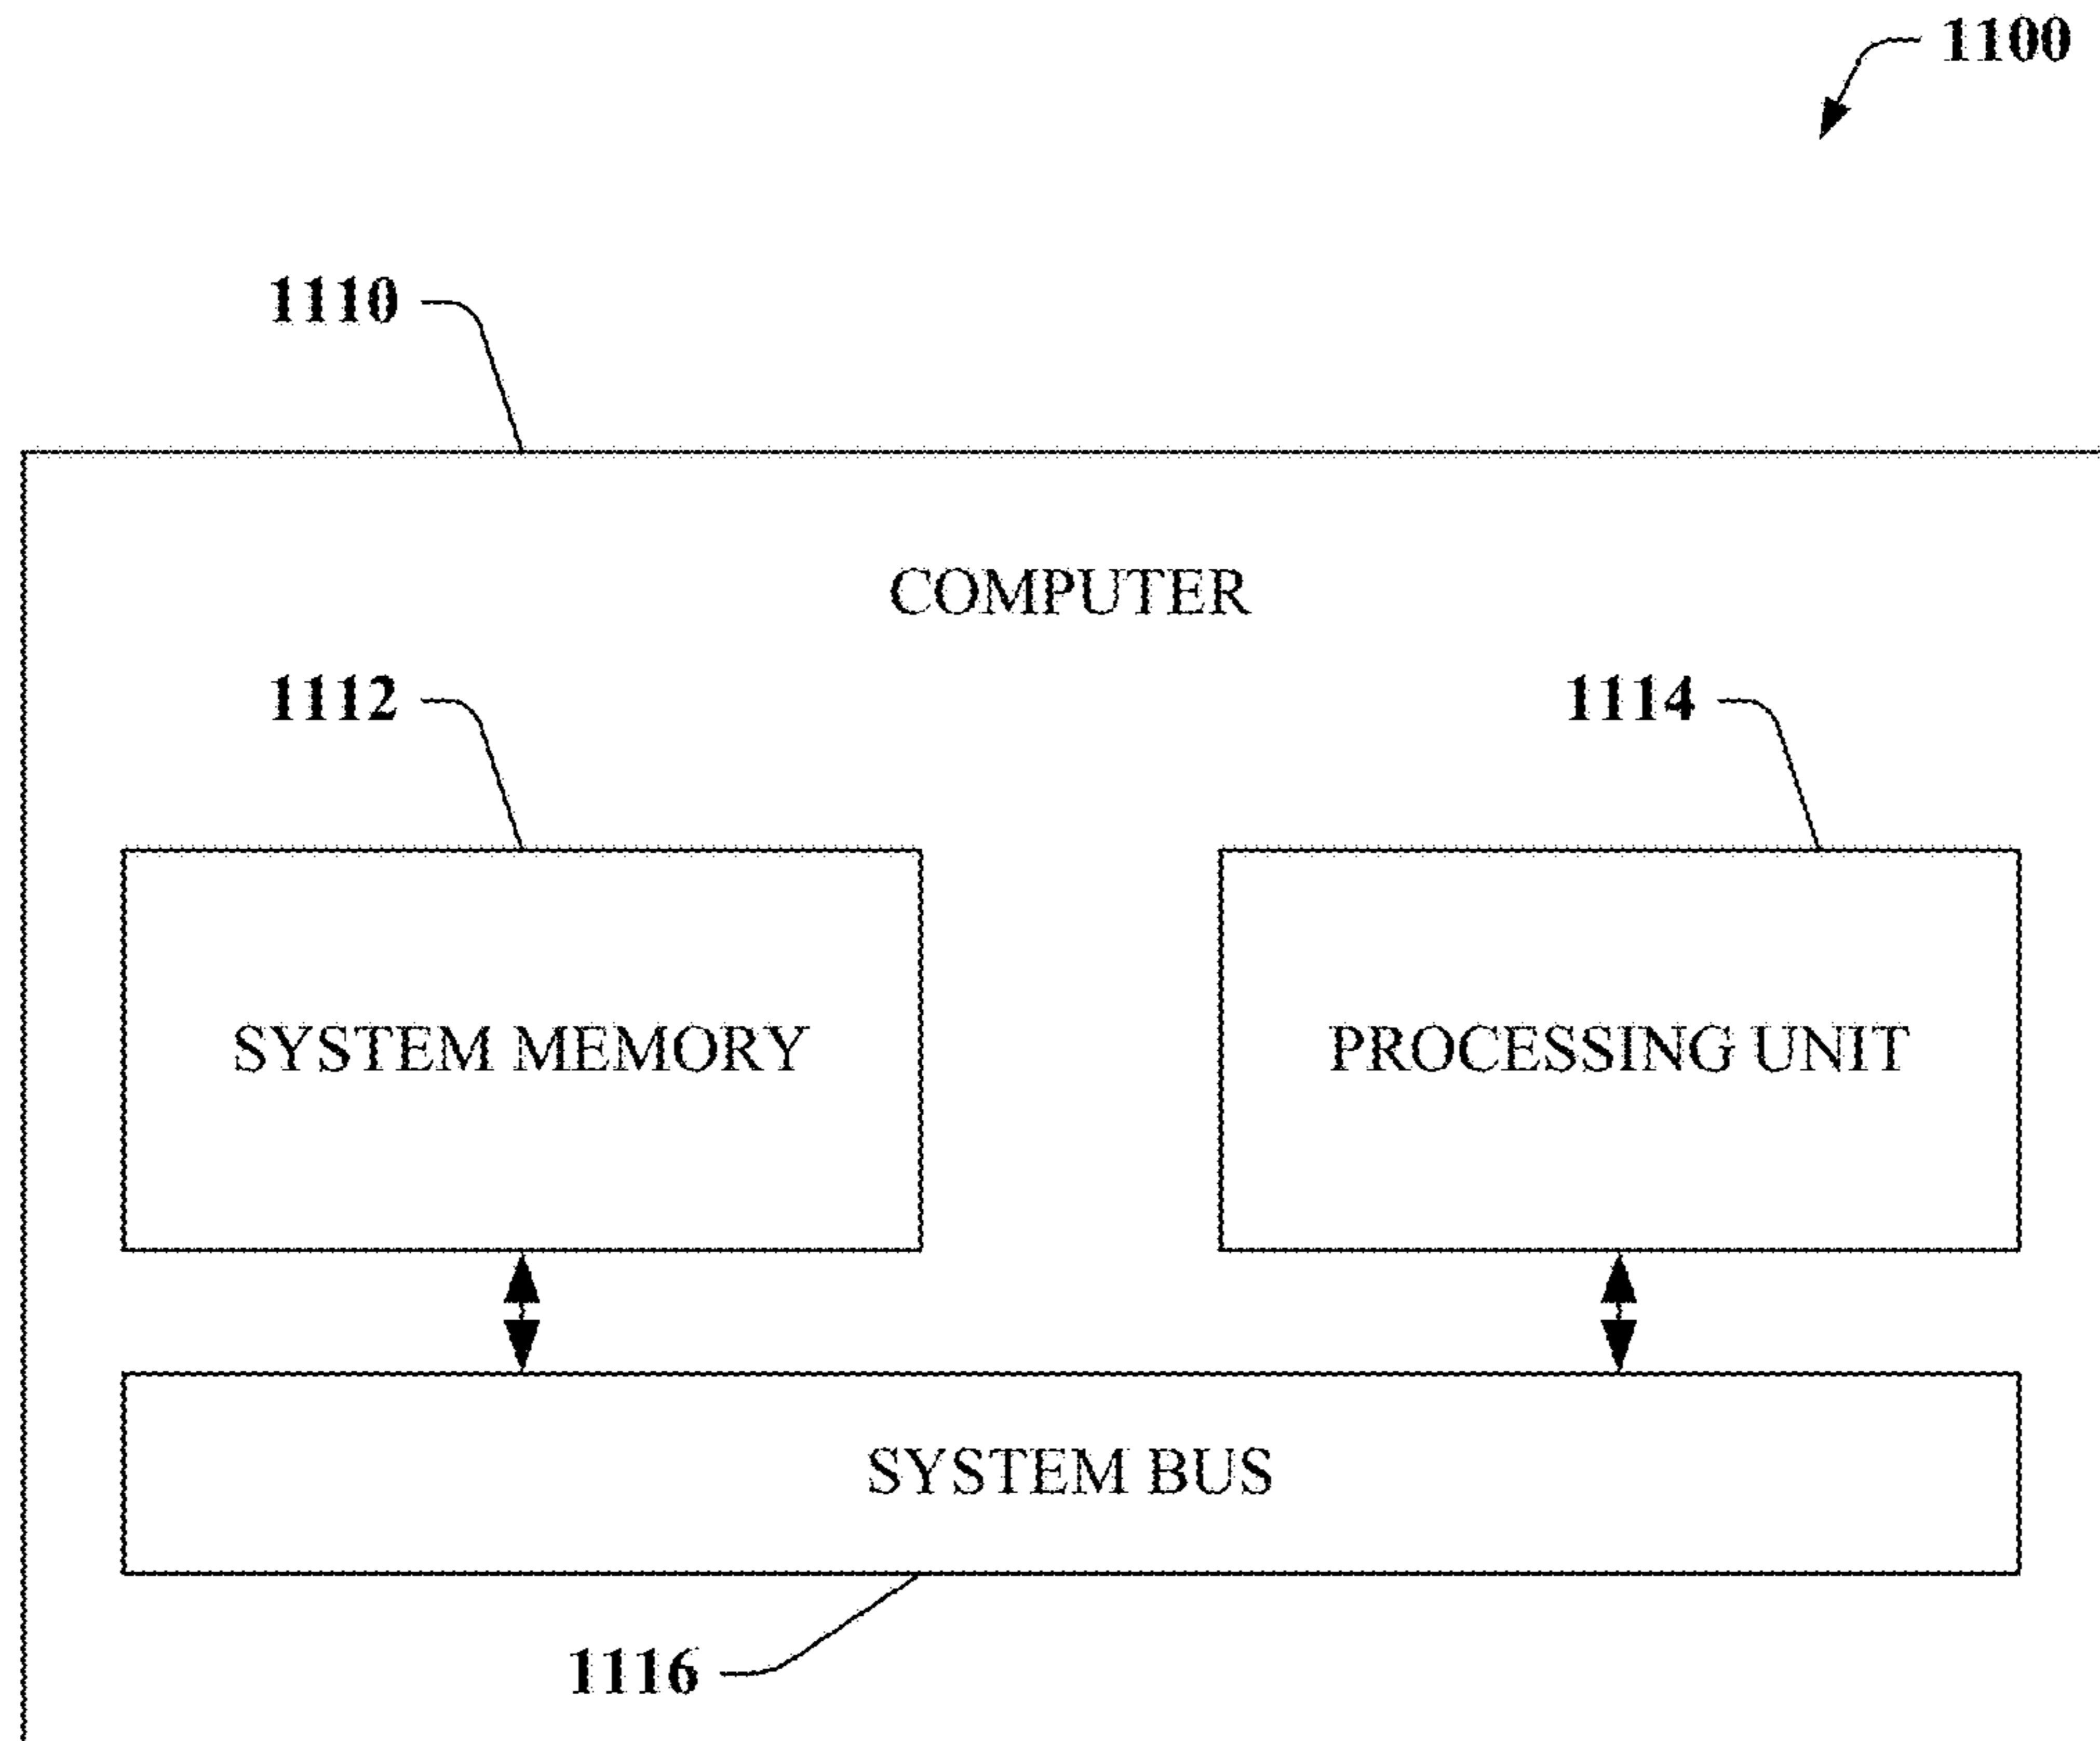 1100
1110
COMPUTER
1112
1114
SYSTEM MEMORY
PROCESSING UNIT
SYSTEM BUS
1116